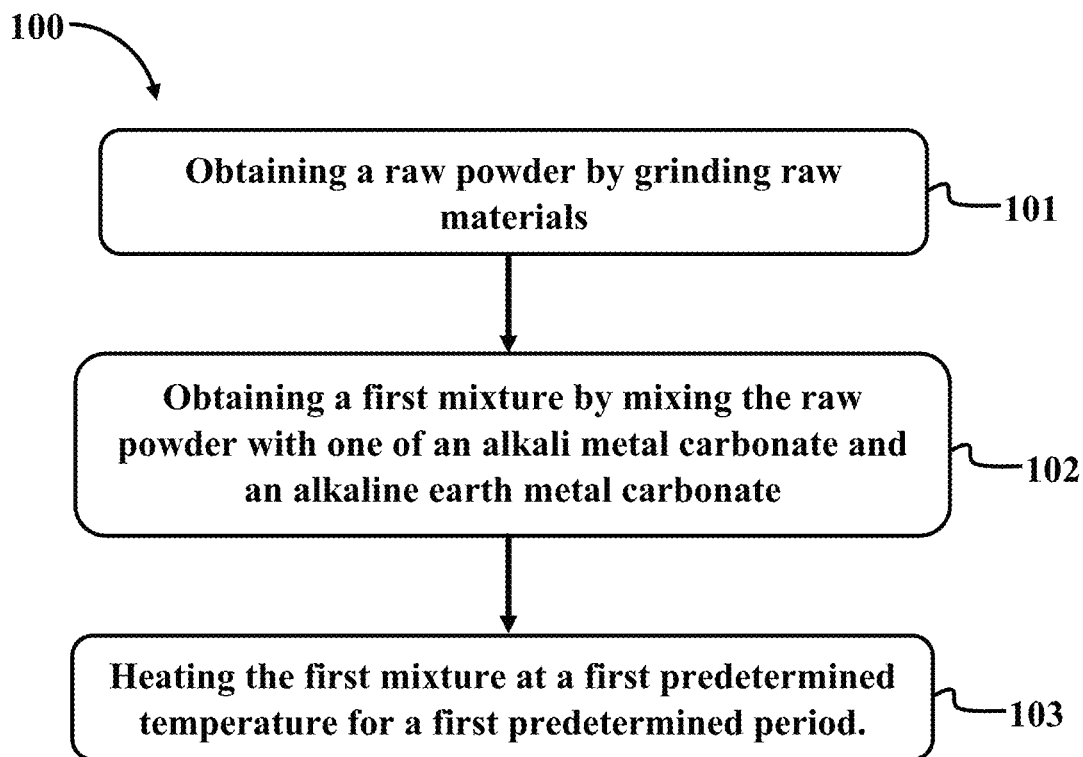 100
Obtaining a raw powder by grinding raw
materials
101
Obtaining a first mixture by mixing the raw
powder with one of an alkali metal carbonate and
an alkaline earth metal carbonate
102
Heating the first mixture at a first predetermined
temperature for a first predetermined period.
103